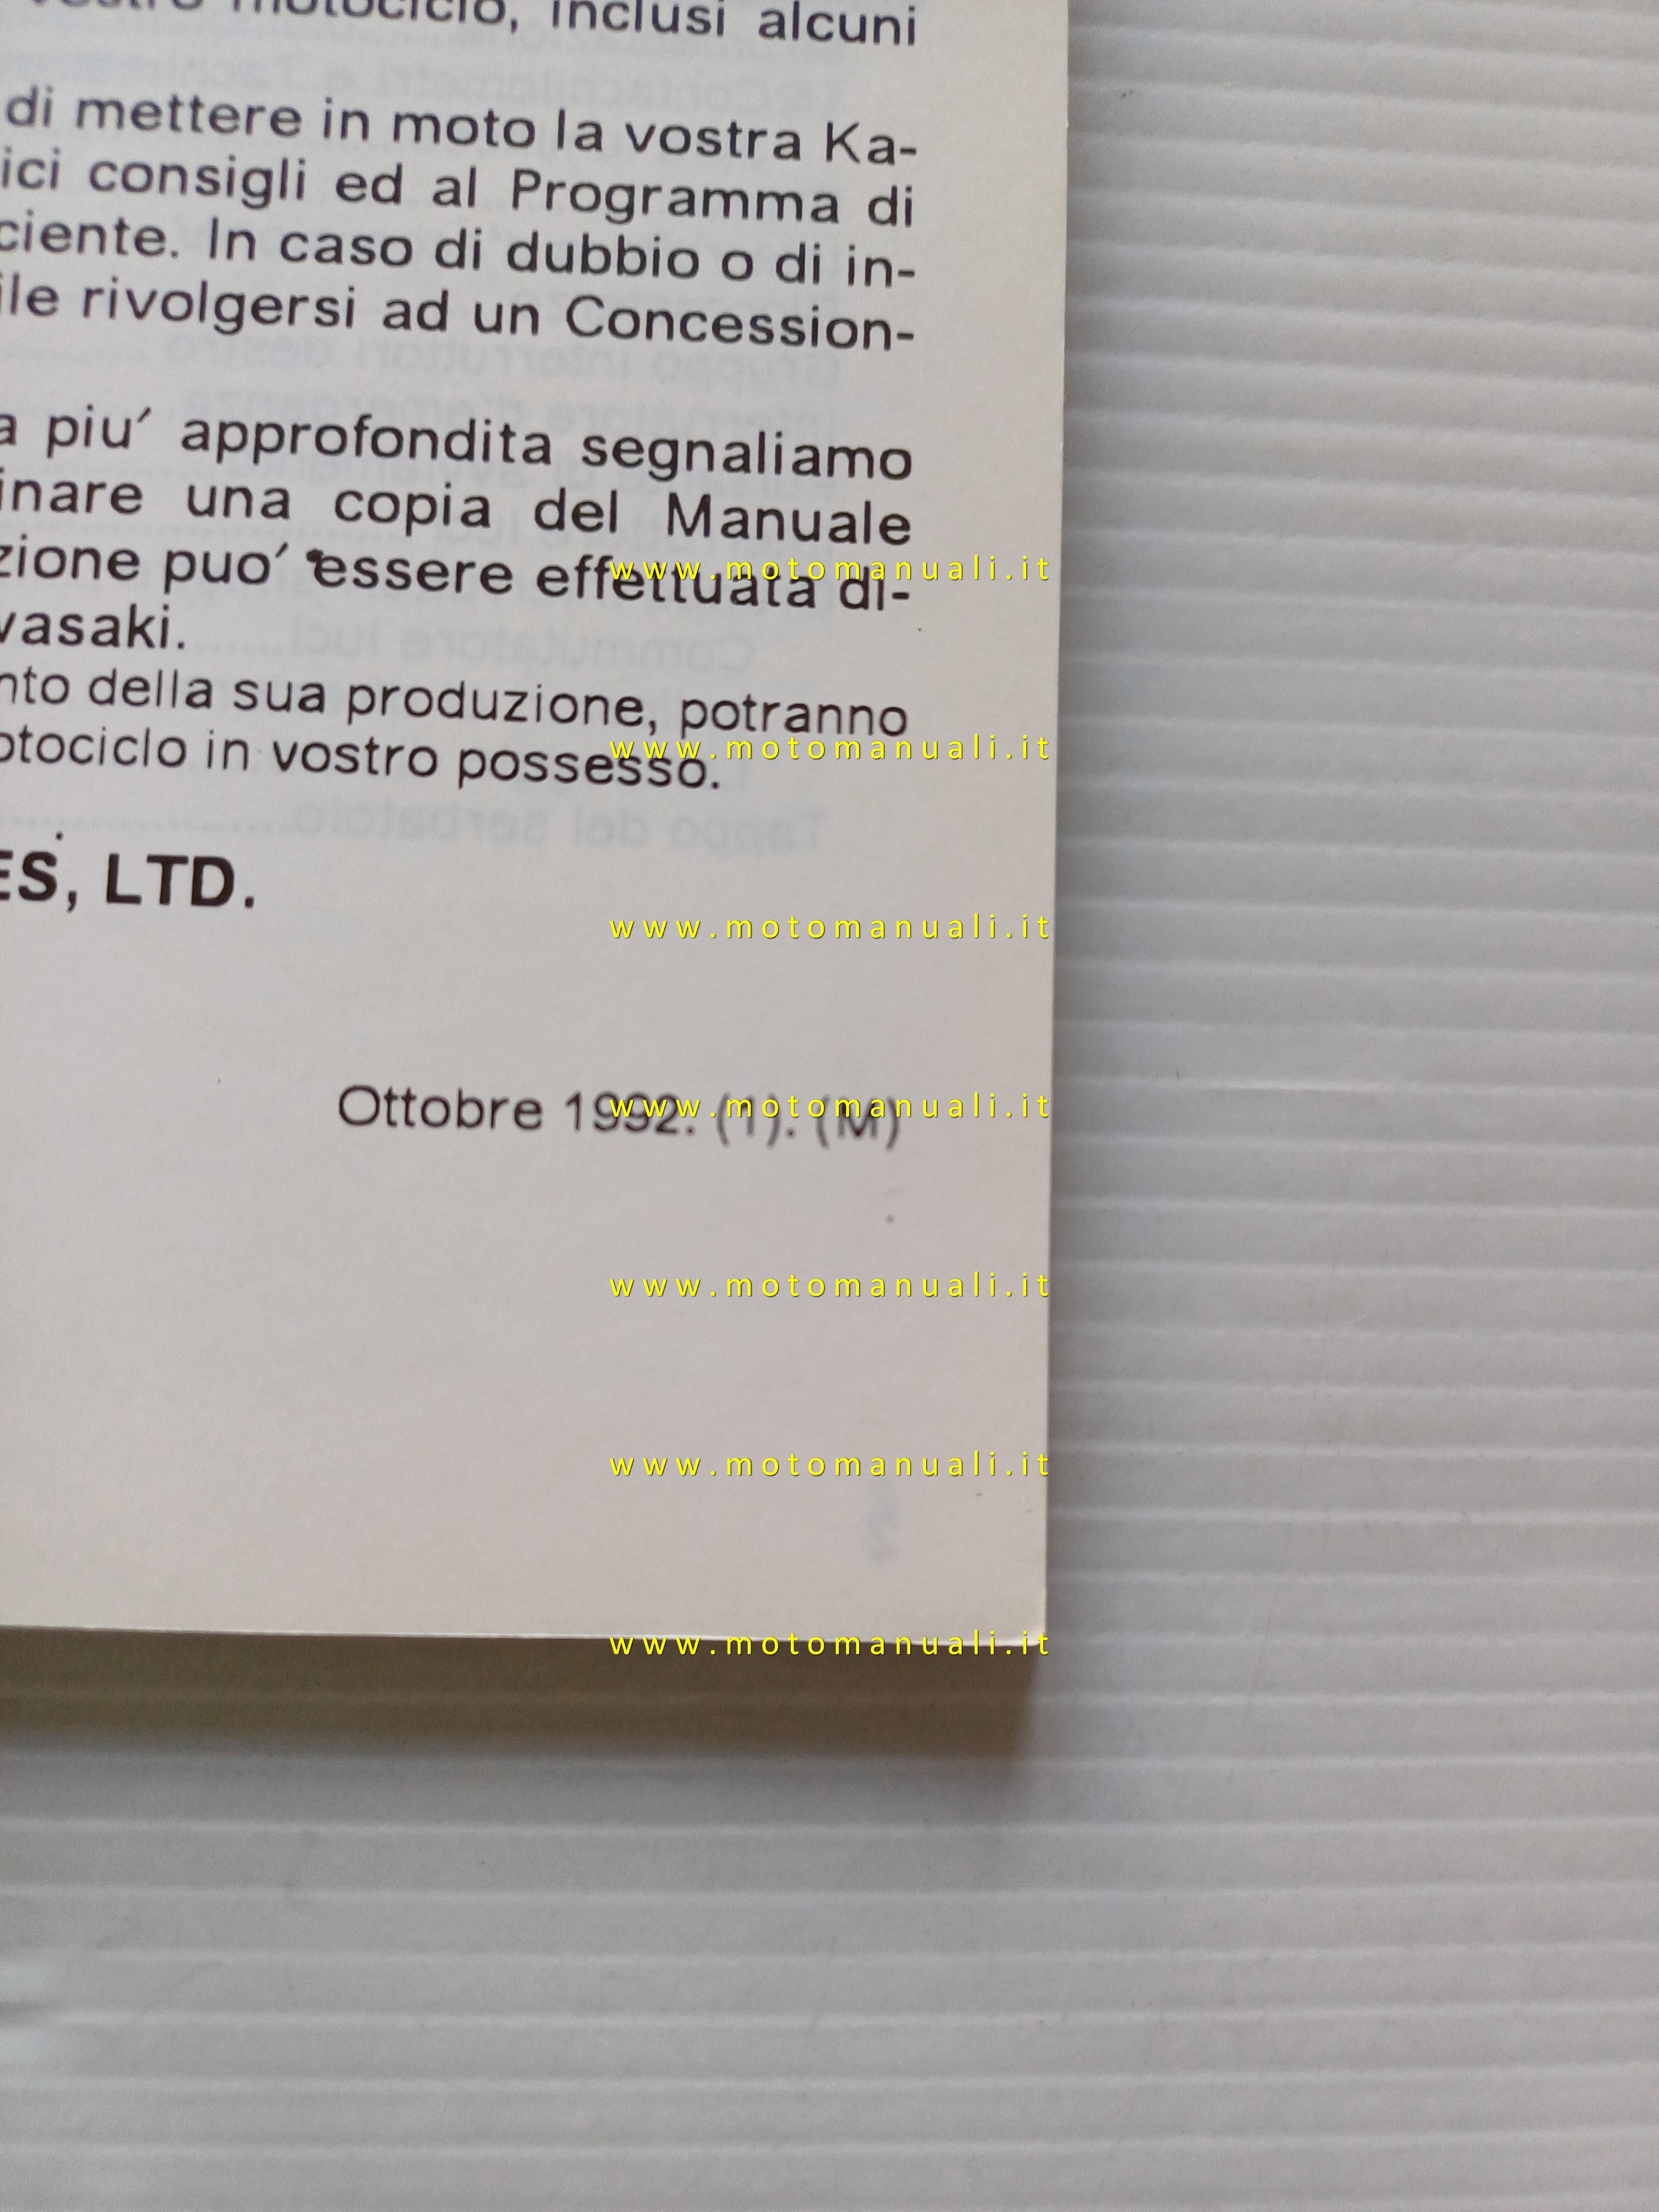 motociclo, inclusi alcuni
di mettere in moto la vostra Ka-
ici consigli ed al Programma di
ciente. In caso di dubbio o di in-
ile rivolgersi ad un Concession-
a piu' approfondita segnaliamo
inare una copia del Manuale
zione puo' essere effettuata di-
www.motomanuali.it
wasaki.
nto della sua produzione, potranno
otociclo in vostro possesso.
www.motomanuali.it
ES, LTD.
www.motomanuali.it
Ottobre 1992. (1). (M)
www.motomanuali.it
www.motomanuali.it
www.motomanuali.it
www.motomanuali.it